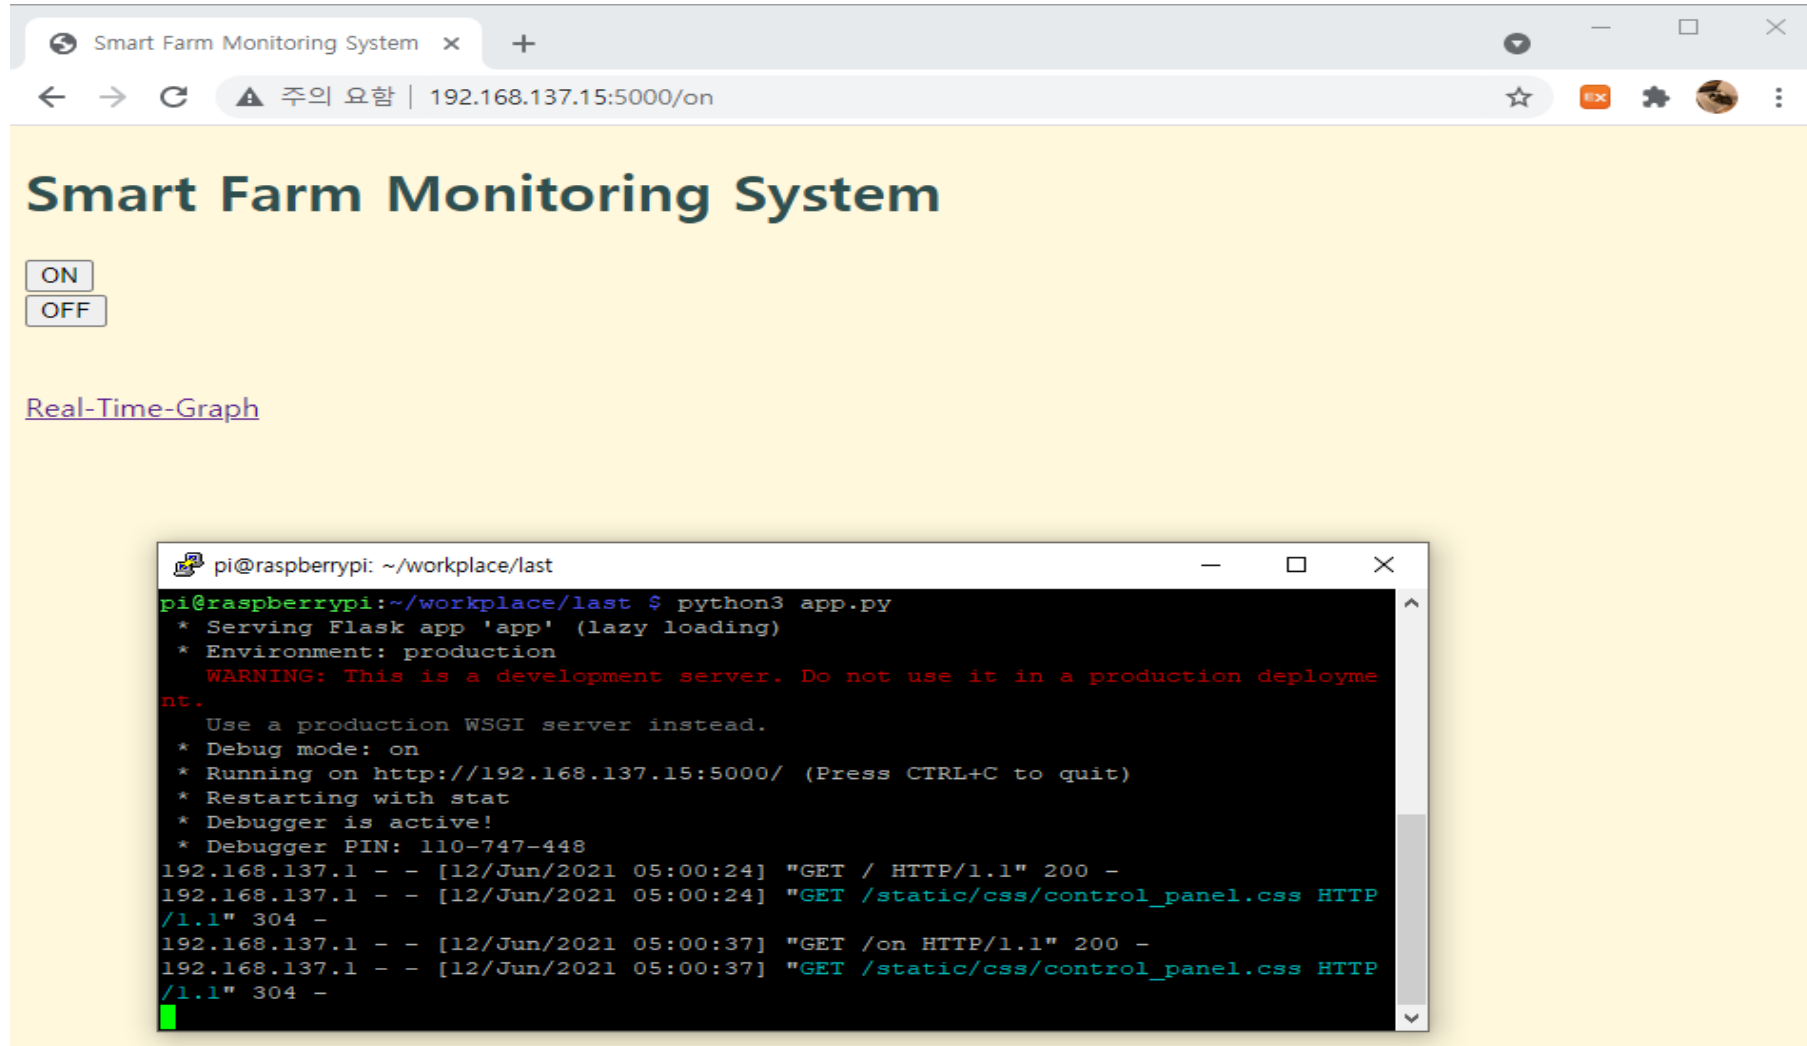 Smart Farm Monitoring System
주의 요함 | 192.168.137.15:5000/on
EX
Smart Farm Monitoring System
ON
OFF
Real-Time-Graph
pi@raspberrypi: ~/workplace/last
pi@raspberrypi:~/workplace/last $ python3 app.py
* Serving Flask app 'app' (lazy loading)
* Environment: production
WARNING: This is a development server. Do not use it in a production deployme
nt.
Use a production WSGI server instead.
* Debug mode: on
* Running on http://192.168.137.15:5000/ (Press CTRL+C to quit)
* Restarting with stat
* Debugger is active!
* Debugger PIN: 110-747-448
192.168.137.1 - - [12/Jun/2021 05:00:24] "GET / HTTP/1.1" 200 -
192.168.137.1 - - [12/Jun/2021 05:00:24] "GET /static/css/control_panel.css HTTP
/1.1" 304 -
192.168.137.1 - - [12/Jun/2021 05:00:37] "GET /on HTTP/1.1" 200 -
192.168.137.1 - - [12/Jun/2021 05:00:37] "GET /static/css/control_panel.css HTTP
/1.1" 304 -